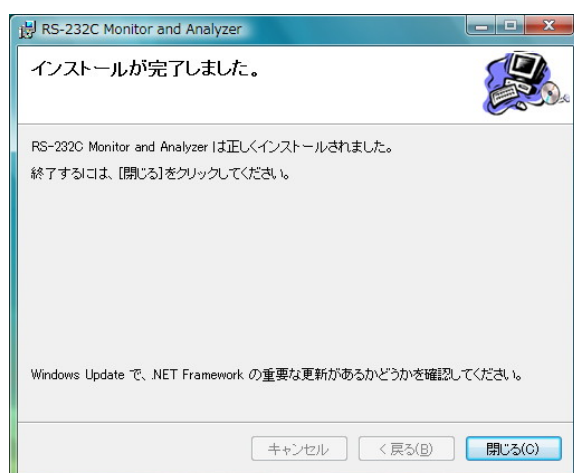 RS-232C Monitor and Analyzer
インストールが完了しました。
RS-232C Monitor and Analyzer は正しくインストールされました。
終了するには、[閉じる]をクリックしてください。
Windows Update で、.NET Framework の重要な更新があるかどうかを確認してください。
キャンセル
< 戻る(B)
閉じる(C)